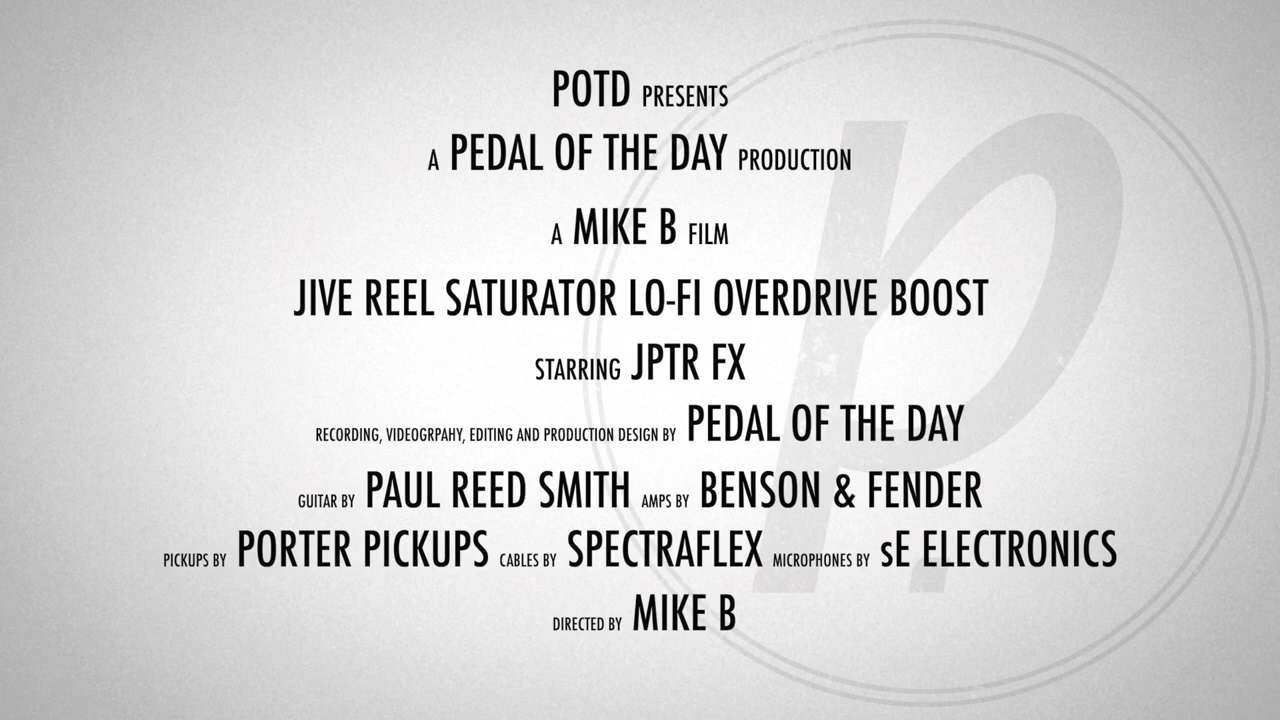 POTD PRESENTS
A PEDAL OF THE DAY PRODUCTION
A MIKE B FILM
JIVE REEL SATURATOR LO-FI OVERDRIVE BOOST
STARRING JPTR FX
RECORDING, VIDEOGRPAHY, EDITING AND PRODUCTION DESIGN BY PEDAL OF THE DAY
GUITAR BY PAUL REED SMITH AMPS BY BENSON & FENDER
PICKUPS BY PORTER PICKUPS CABLES BY SPECTRAFLEX MICROPHONES BY sE ELECTRONICS
DIRECTED BY MIKE B
p.